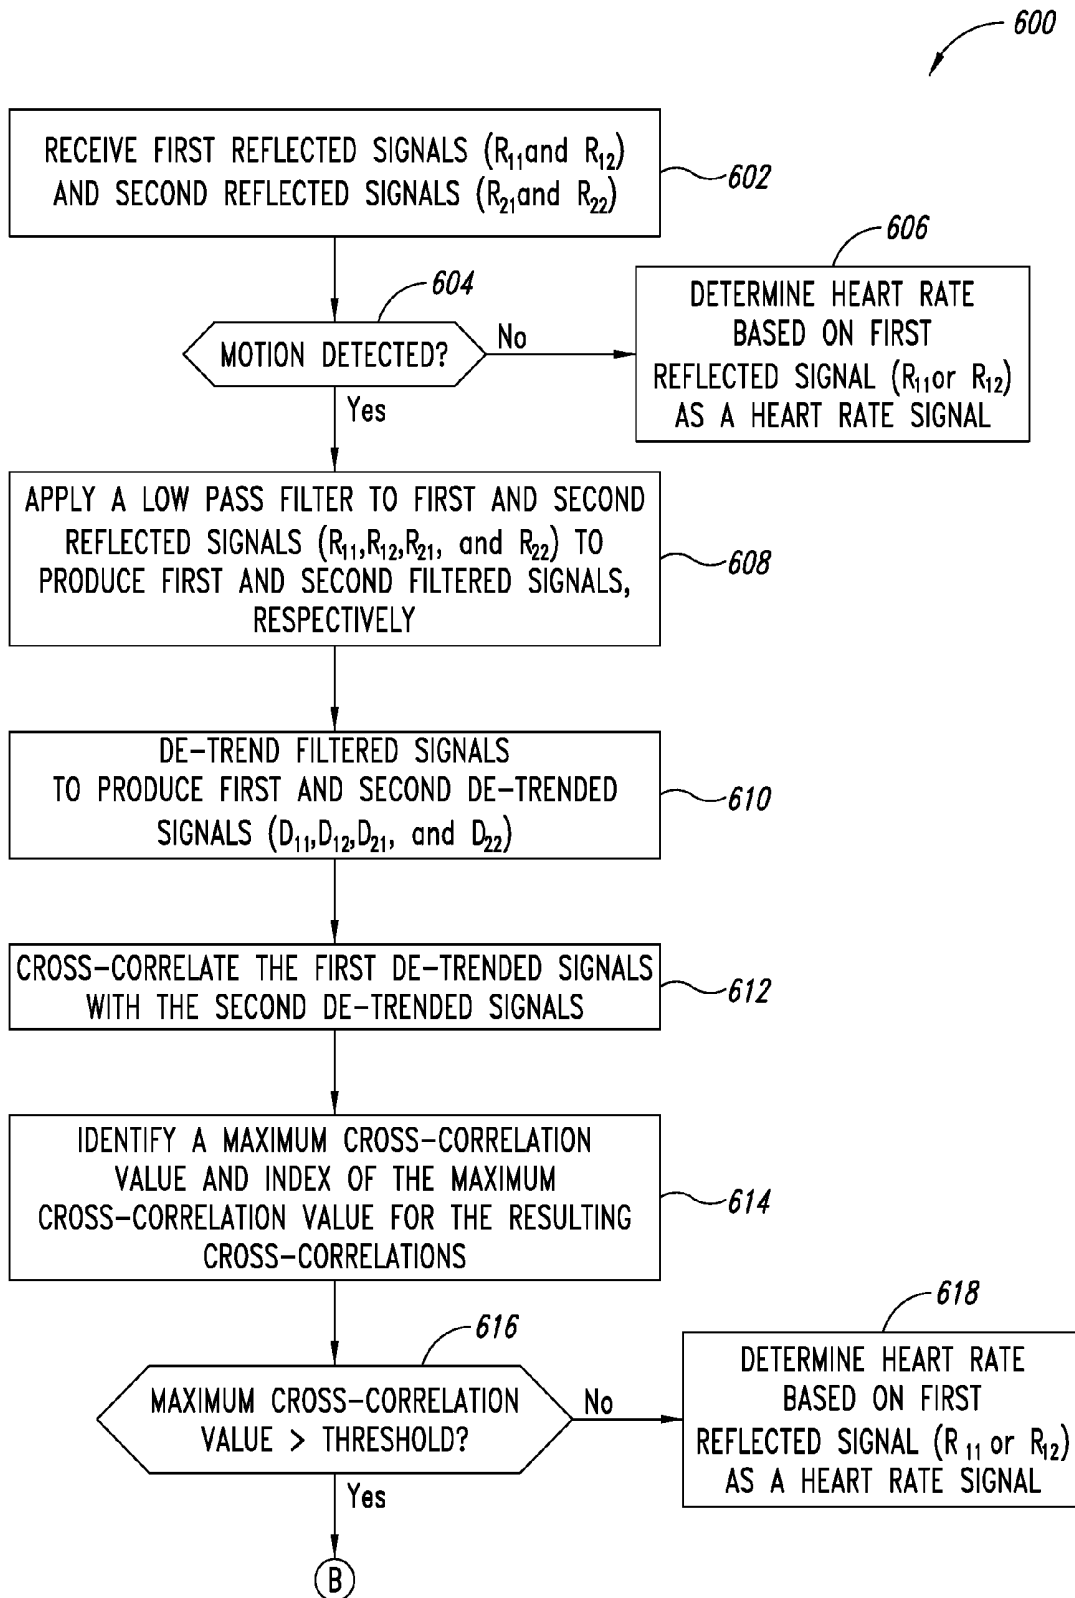 600
RECEIVE FIRST REFLECTED SIGNALS (R₁₁ and R₁₂)
AND SECOND REFLECTED SIGNALS (R₂₁ and R₂₂)
602
604
MOTION DETECTED?
No
Yes
606
DETERMINE HEART RATE
BASED ON FIRST
REFLECTED SIGNAL (R₁₁ or R₁₂)
AS A HEART RATE SIGNAL
APPLY A LOW PASS FILTER TO FIRST AND SECOND
REFLECTED SIGNALS (R₁₁,R₁₂,R₂₁, and R₂₂) TO
PRODUCE FIRST AND SECOND FILTERED SIGNALS,
RESPECTIVELY
608
DE-TREND FILTERED SIGNALS
TO PRODUCE FIRST AND SECOND DE-TRENDED
SIGNALS (D₁₁,D₁₂,D₂₁, and D₂₂)
610
CROSS-CORRELATE THE FIRST DE-TRENDED SIGNALS
WITH THE SECOND DE-TRENDED SIGNALS
612
IDENTIFY A MAXIMUM CROSS-CORRELATION
VALUE AND INDEX OF THE MAXIMUM
CROSS-CORRELATION VALUE FOR THE RESULTING
CROSS-CORRELATIONS
614
616
MAXIMUM CROSS-CORRELATION
VALUE > THRESHOLD?
No
Yes
618
DETERMINE HEART RATE
BASED ON FIRST
REFLECTED SIGNAL (R₁₁ or R₁₂)
AS A HEART RATE SIGNAL
B